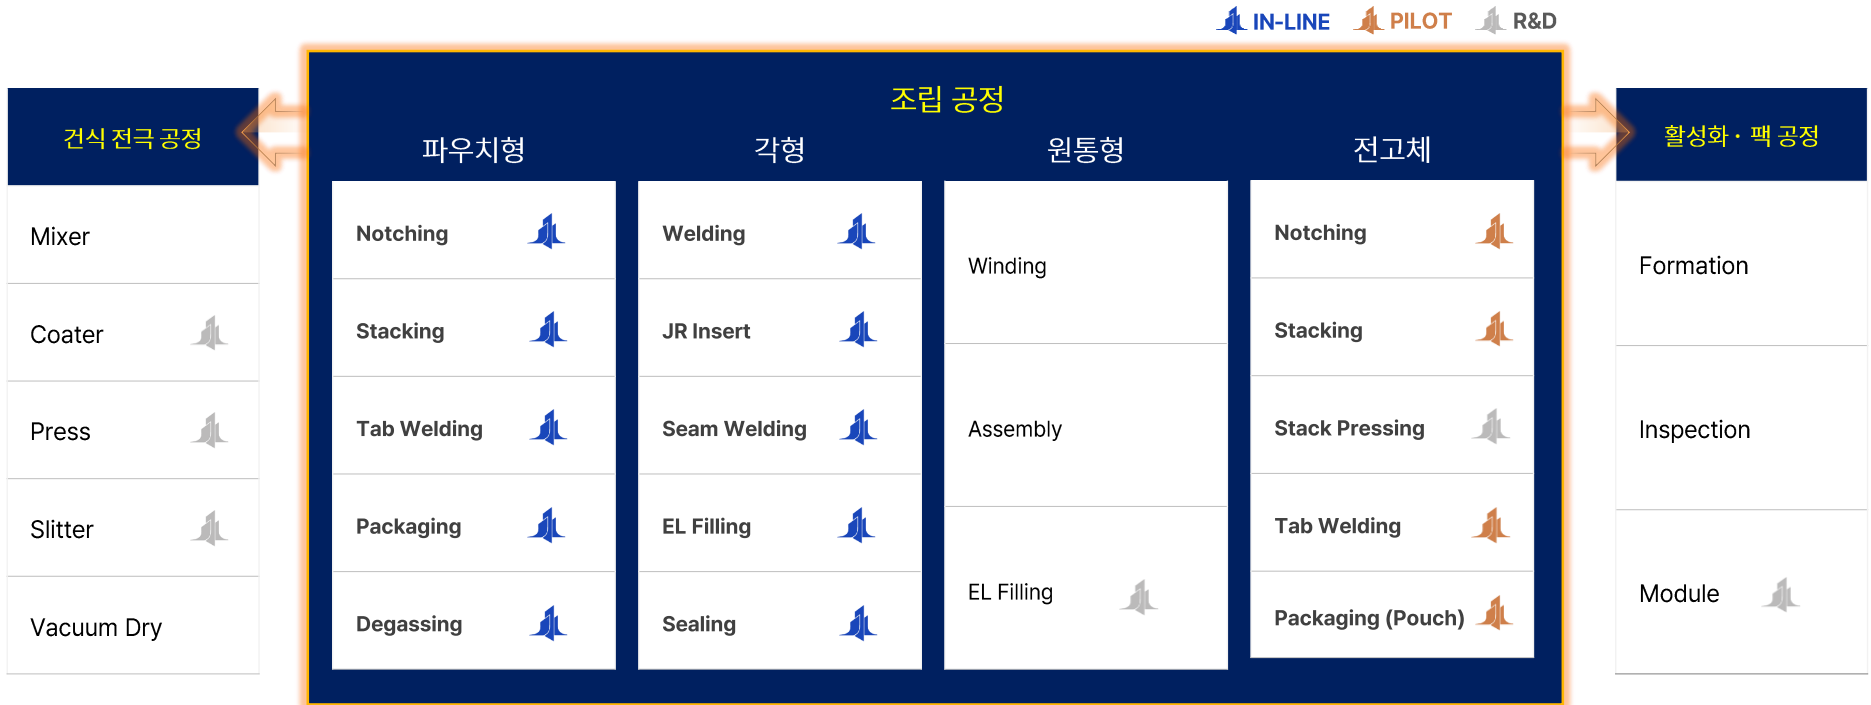 IN-LINE PILOT R&D
건식 전극 공정
Mixer
Coater
Press
Slitter
Vacuum Dry
조립 공정
파우치형
Notching
Stacking
Tab Welding
Packaging
Degassing
각형
Welding
JR Insert
Seam Welding
EL Filling
Sealing
원통형
Winding
Assembly
EL Filling
전고체
Notching
Stacking
Stack Pressing
Tab Welding
Packaging (Pouch)
활성화 · 팩 공정
Formation
Inspection
Module